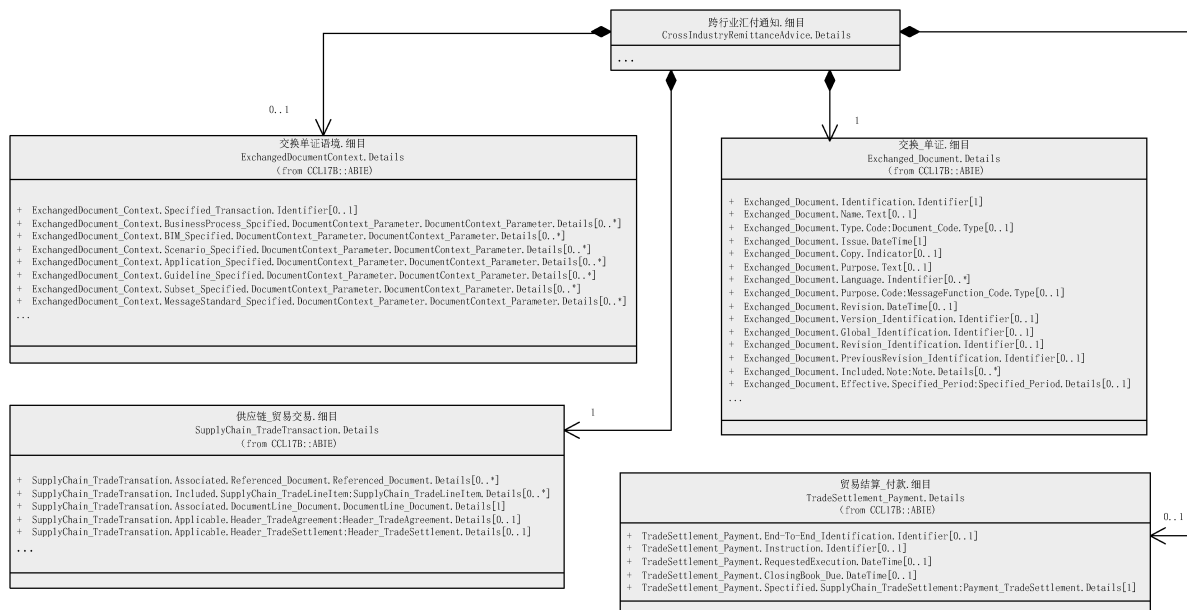 跨行业汇付通知.细目
CrossIndustryRemittanceAdvice.Details
...
0..1
1
交换单证语境.细目
ExchangedDocumentContext.Details
(from CCL17B::ABIE)
+ ExchangedDocument_Context.Specified_Transaction.Identifier[0..1]
+ ExchangedDocument_Context.BusinessProcess_Spcified.DocumentContext_Parameter.DocumentContext_Parameter.Details[0..*]
+ ExchangedDocument_Context.BIM_Specified.DocumentContext_Parameter.DocumentContext_Parameter.Details[0..*]
+ ExchangedDocument_Context.Scenario_Specified.DocumentContext_Parameter.DocumentContext_Parameter.Details[0..*]
+ ExchangedDocument_Context.Application_Specified.DocumentContext_Parameter.DocumentContext_Parameter.Details[0..*]
+ ExchangedDocument_Context.Guideline_Specified.DocumentContext_Parameter.DocumentContext_Parameter.Details[0..*]
+ ExchangedDocument_Context.Subset_Specified.DocumentContext_Parameter.DocumentContext_Parameter.Details[0..*]
+ ExchangedDocument_Context.MessageStandard_Specified.DocumentContext_Parameter.DocumentContext_Parameter.Details[0..*]
...
交换_单证.细目
Exchanged_Document.Details
(from CCL17B::ABIE)
+ Exchanged_Document.Identification.Identifier[1]
+ Exchanged_Document.Name.Text[0..1]
+ Exchanged_Document.Type.Code:Document_Code.Type[0..1]
+ Exchanged_Document.Issue.DateTime[1]
+ Exchanged_Document.Copy.Indicator[0..1]
+ Exchanged_Document.Purpose.Text[0..1]
+ Exchanged_Document.Language.Indentifier[0..*]
+ Exchanged_Document.Purpose.Code:MessageFunction_Code.Type[0..1]
+ Exchanged_Document.Revision.DateTime[0..1]
+ Exchanged_Document.Version_Identification.Identifier[0..1]
+ Exchanged_Document.Global_Identification.Identifier[0..1]
+ Exchanged_Document.Revision_Identification.Identifier[0..1]
+ Exchanged_Document.PreviousRevision_Identification.Identifier[0..1]
+ Exchanged_Document.Included.Note:Note.Details[0..*]
+ Exchanged_Document.Effective.Specified_Period:Specified_Period.Details[0..1]
...
供应链_贸易交易.细目
SupplyChain_TradeTransaction.Details
(from CCL17B::ABIE)
1
+ SupplyChain_TradeTransation.Associated.Referenced_Document.Referenced_Document.Details[0..*]
+ SupplyChain_TradeTransation.Included.SupplyChain_TradeLineItem:SupplyChain_TradeLineItem.Details[0..*]
+ SupplyChain_TradeTransation.Associated.DocumentLine_Document.DocumentLine_Document.Details[1]
+ SupplyChain_TradeTransation.Applicable.Header_TradeAgreement:Header_TradeAgreement.Details[0..1]
+ SupplyChain_TradeTransation.Applicable.Header_TradeSettlement:Header_TradeSettlement.Details[0..1]
...
贸易结算_付款.细目
TradeSettlement_Payment.Details
(from CCL17B::ABIE)
0..1
+ TradeSettlement_Payment.End-To-End_Identification.Identifier[0..1]
+ TradeSettlement_Payment.Instruction.Identifier[0..1]
+ TradeSettlement_Payment.RequestedExecution.DateTime[0..1]
+ TradeSettlement_Payment.ClosingBook_Due.DateTime[0..1]
+ TradeSettlement_Payment.Specified.SupplyChain_TradeSettlement:Payment_TradeSettlement.Details[1]